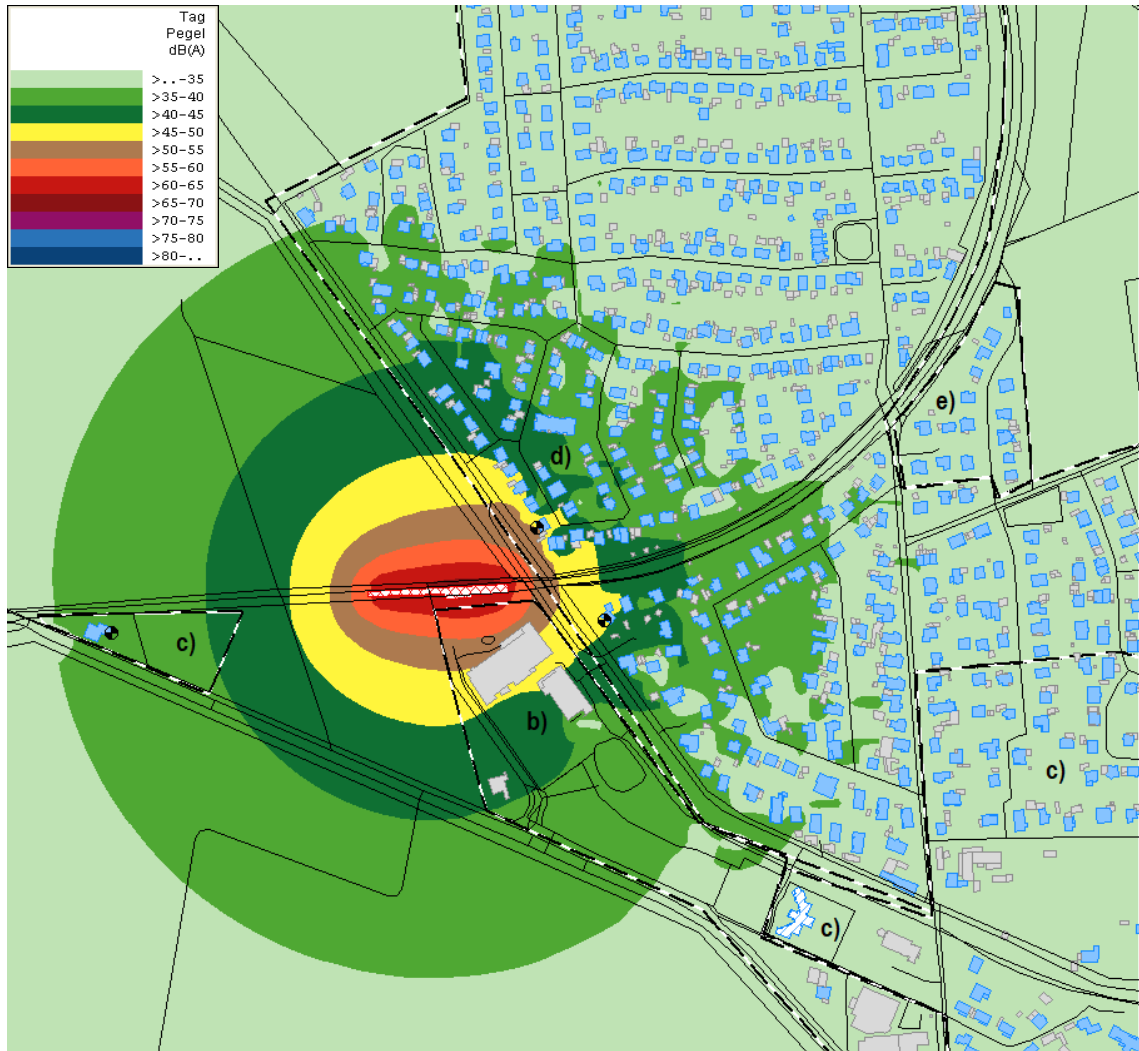 Tag
Pegel
dB(A)
>..-35
>35-40
>40-45
>45-50
>50-55
>55-60
>60-65
>65-70
>70-75
>75-80
>80-..
e)
d)
c)
b)
c)
c)